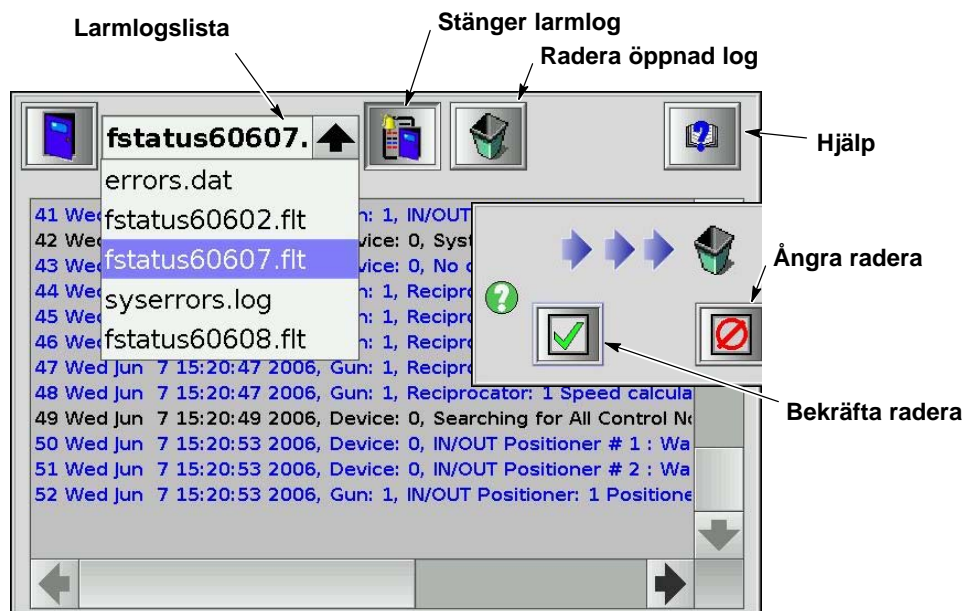 Larmlogslista
Stänger larmlog
Radera öppnad log
Hjälp
fstatus60607.
errors.dat
fstatus60602.flt
fstatus60607.flt
syserrors.log
fstatus60608.flt
Ångra radera
Bekräfta radera
41 Wed n: 1, IN/OUT
42 Wed vice: 0, Syst
43 Wed vice: 0, No
44 Wed n: 1, Recipro
45 Wed n: 1, Recipro
46 Wed n: 1, Recipro
47 Wed Jun 7 15:20:47 2006, Gun: 1, Recipro
48 Wed Jun 7 15:20:47 2006, Gun: 1, Reciprocator: 1 Speed calcula
49 Wed Jun 7 15:20:49 2006, Device: 0, Searching for All Control No
50 Wed Jun 7 15:20:53 2006, Device: 0, IN/OUT Positioner # 1 : Wa
51 Wed Jun 7 15:20:53 2006, Device: 0, IN/OUT Positioner # 2 : Wa
52 Wed Jun 7 15:20:53 2006, Gun: 1, IN/OUT Positioner: 1 Positione